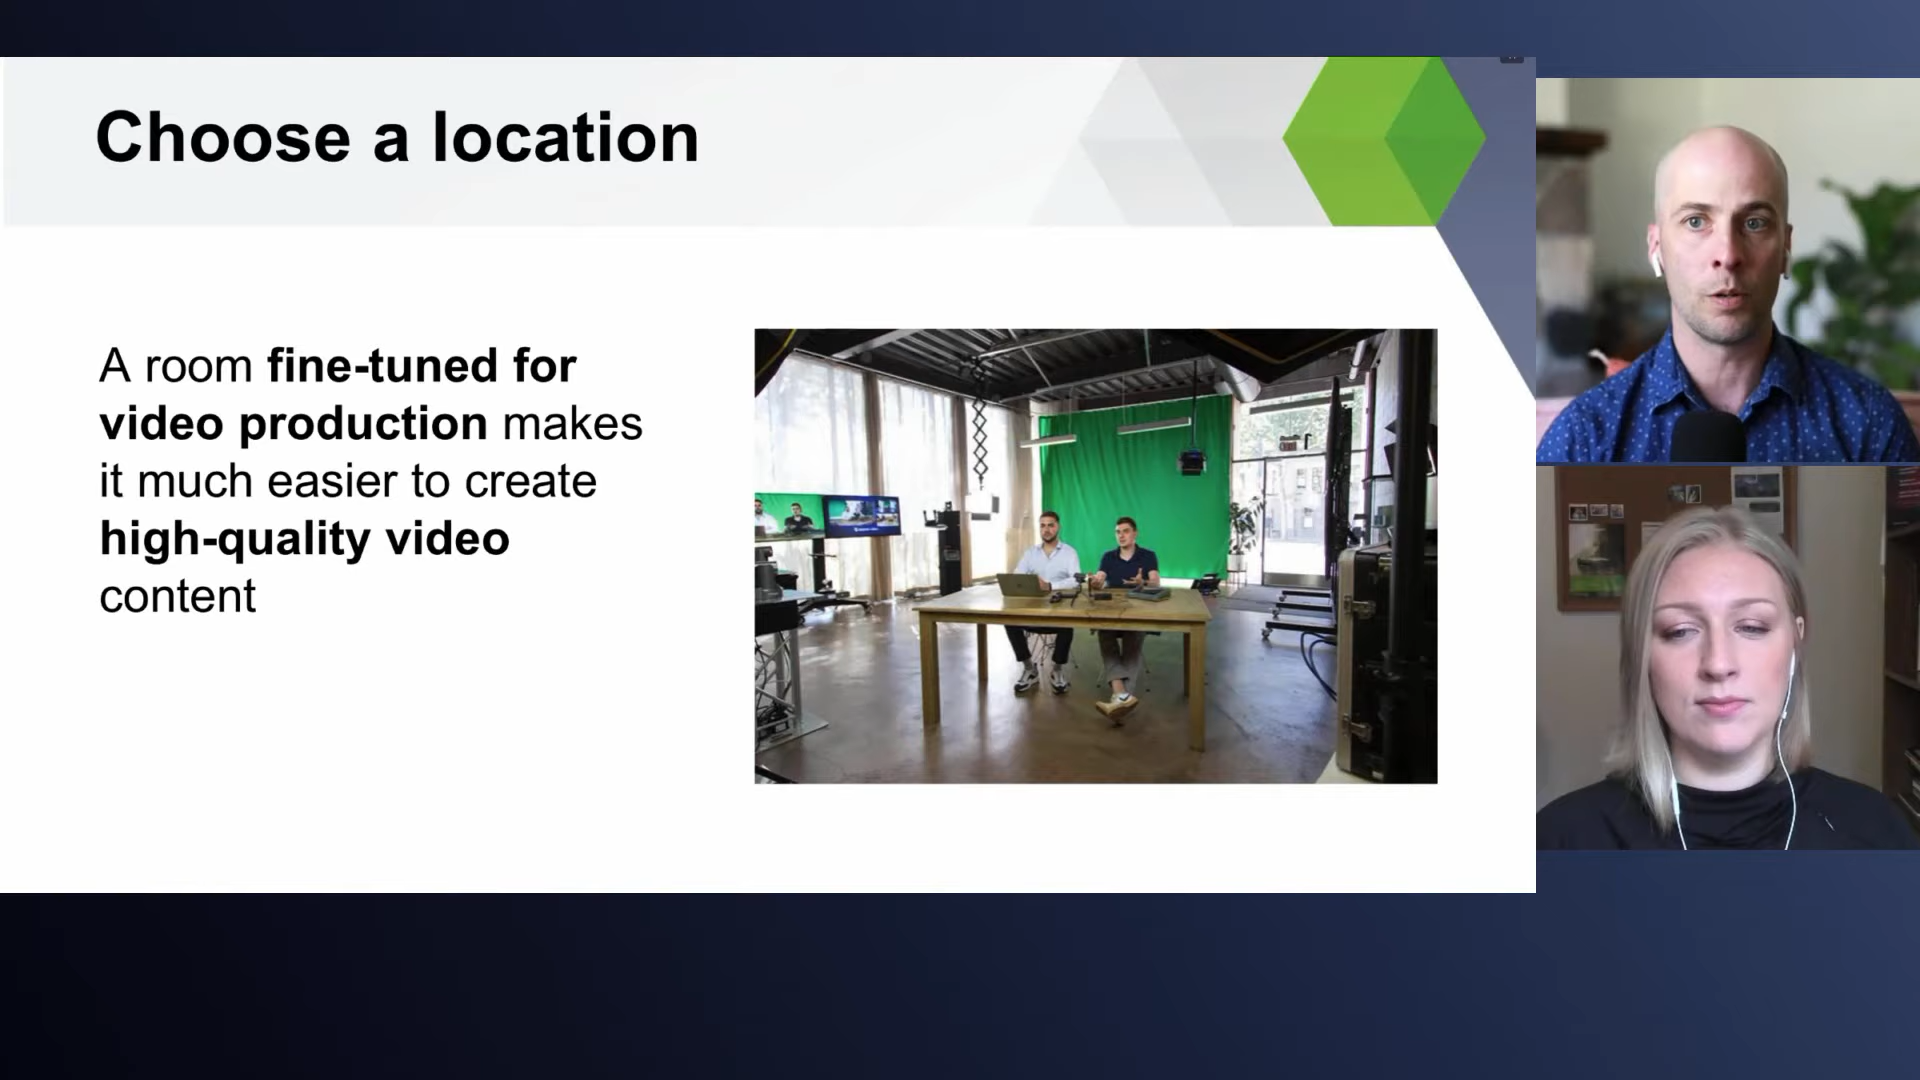 Choose a location
A room fine-tuned for
video production makes
it much easier to create
high-quality video
content